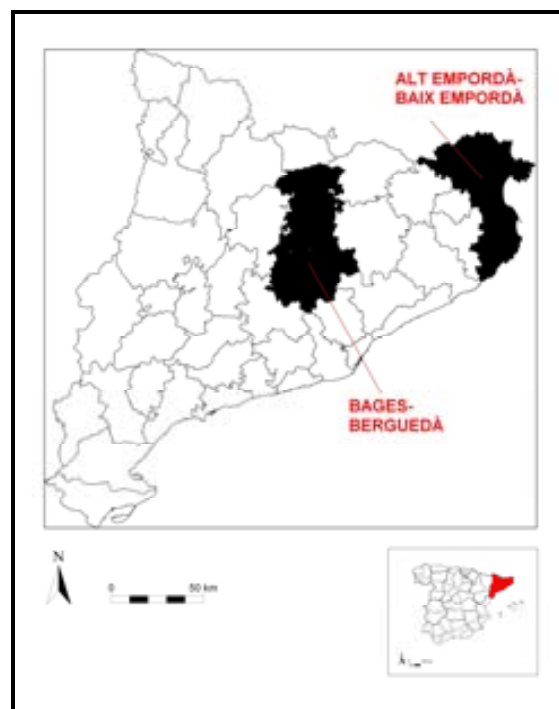 ALT EMPORDÀ-
BAIX EMPORDÀ
BAGES-
BERGUEDÀ
N
0 50 km